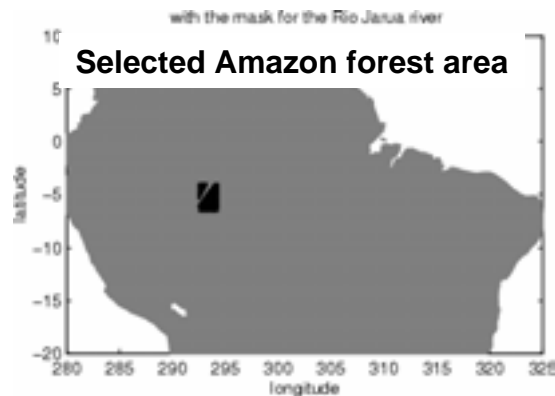 with the mask for the Rio Jarua river
Selected Amazon forest area
10
5
0
−5
−10
−15
−20
latitude
280 285 290 295 300 305 310 315 320 325
longitude